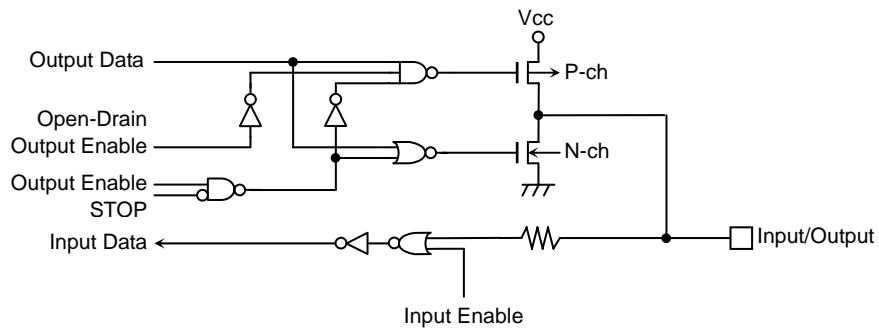 Vcc
Output Data
P-ch
Open-Drain
Output Enable
N-ch
Output Enable
STOP
Input Data
Input/Output
Input Enable